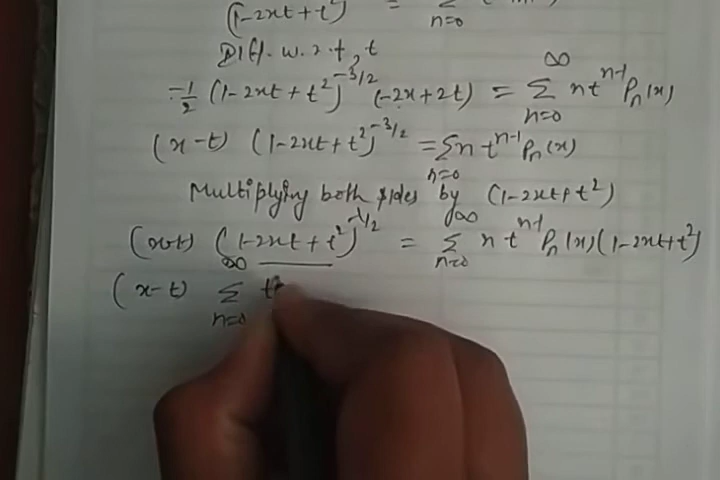 (1-2xt+t²) = Σ n=0
Diff. w.r.t, t
-1/2 (1-2xt+t²)^-3/2 (-2x+2t) = ∞ Σ n=0 nt^n-1 Pn(x)
(x-t) (1-2xt+t²)^-3/2 = Σ n=0 n t^n-1 Pn(x)
Multiplying both sides by (1-2xt+t²)
(x-t) (1-2xt+t²)^-1/2 = ∞ Σ n=0 n t^n-1 Pn(x) (1-2xt+t²)
(x-t) ∞ Σ n=0 t